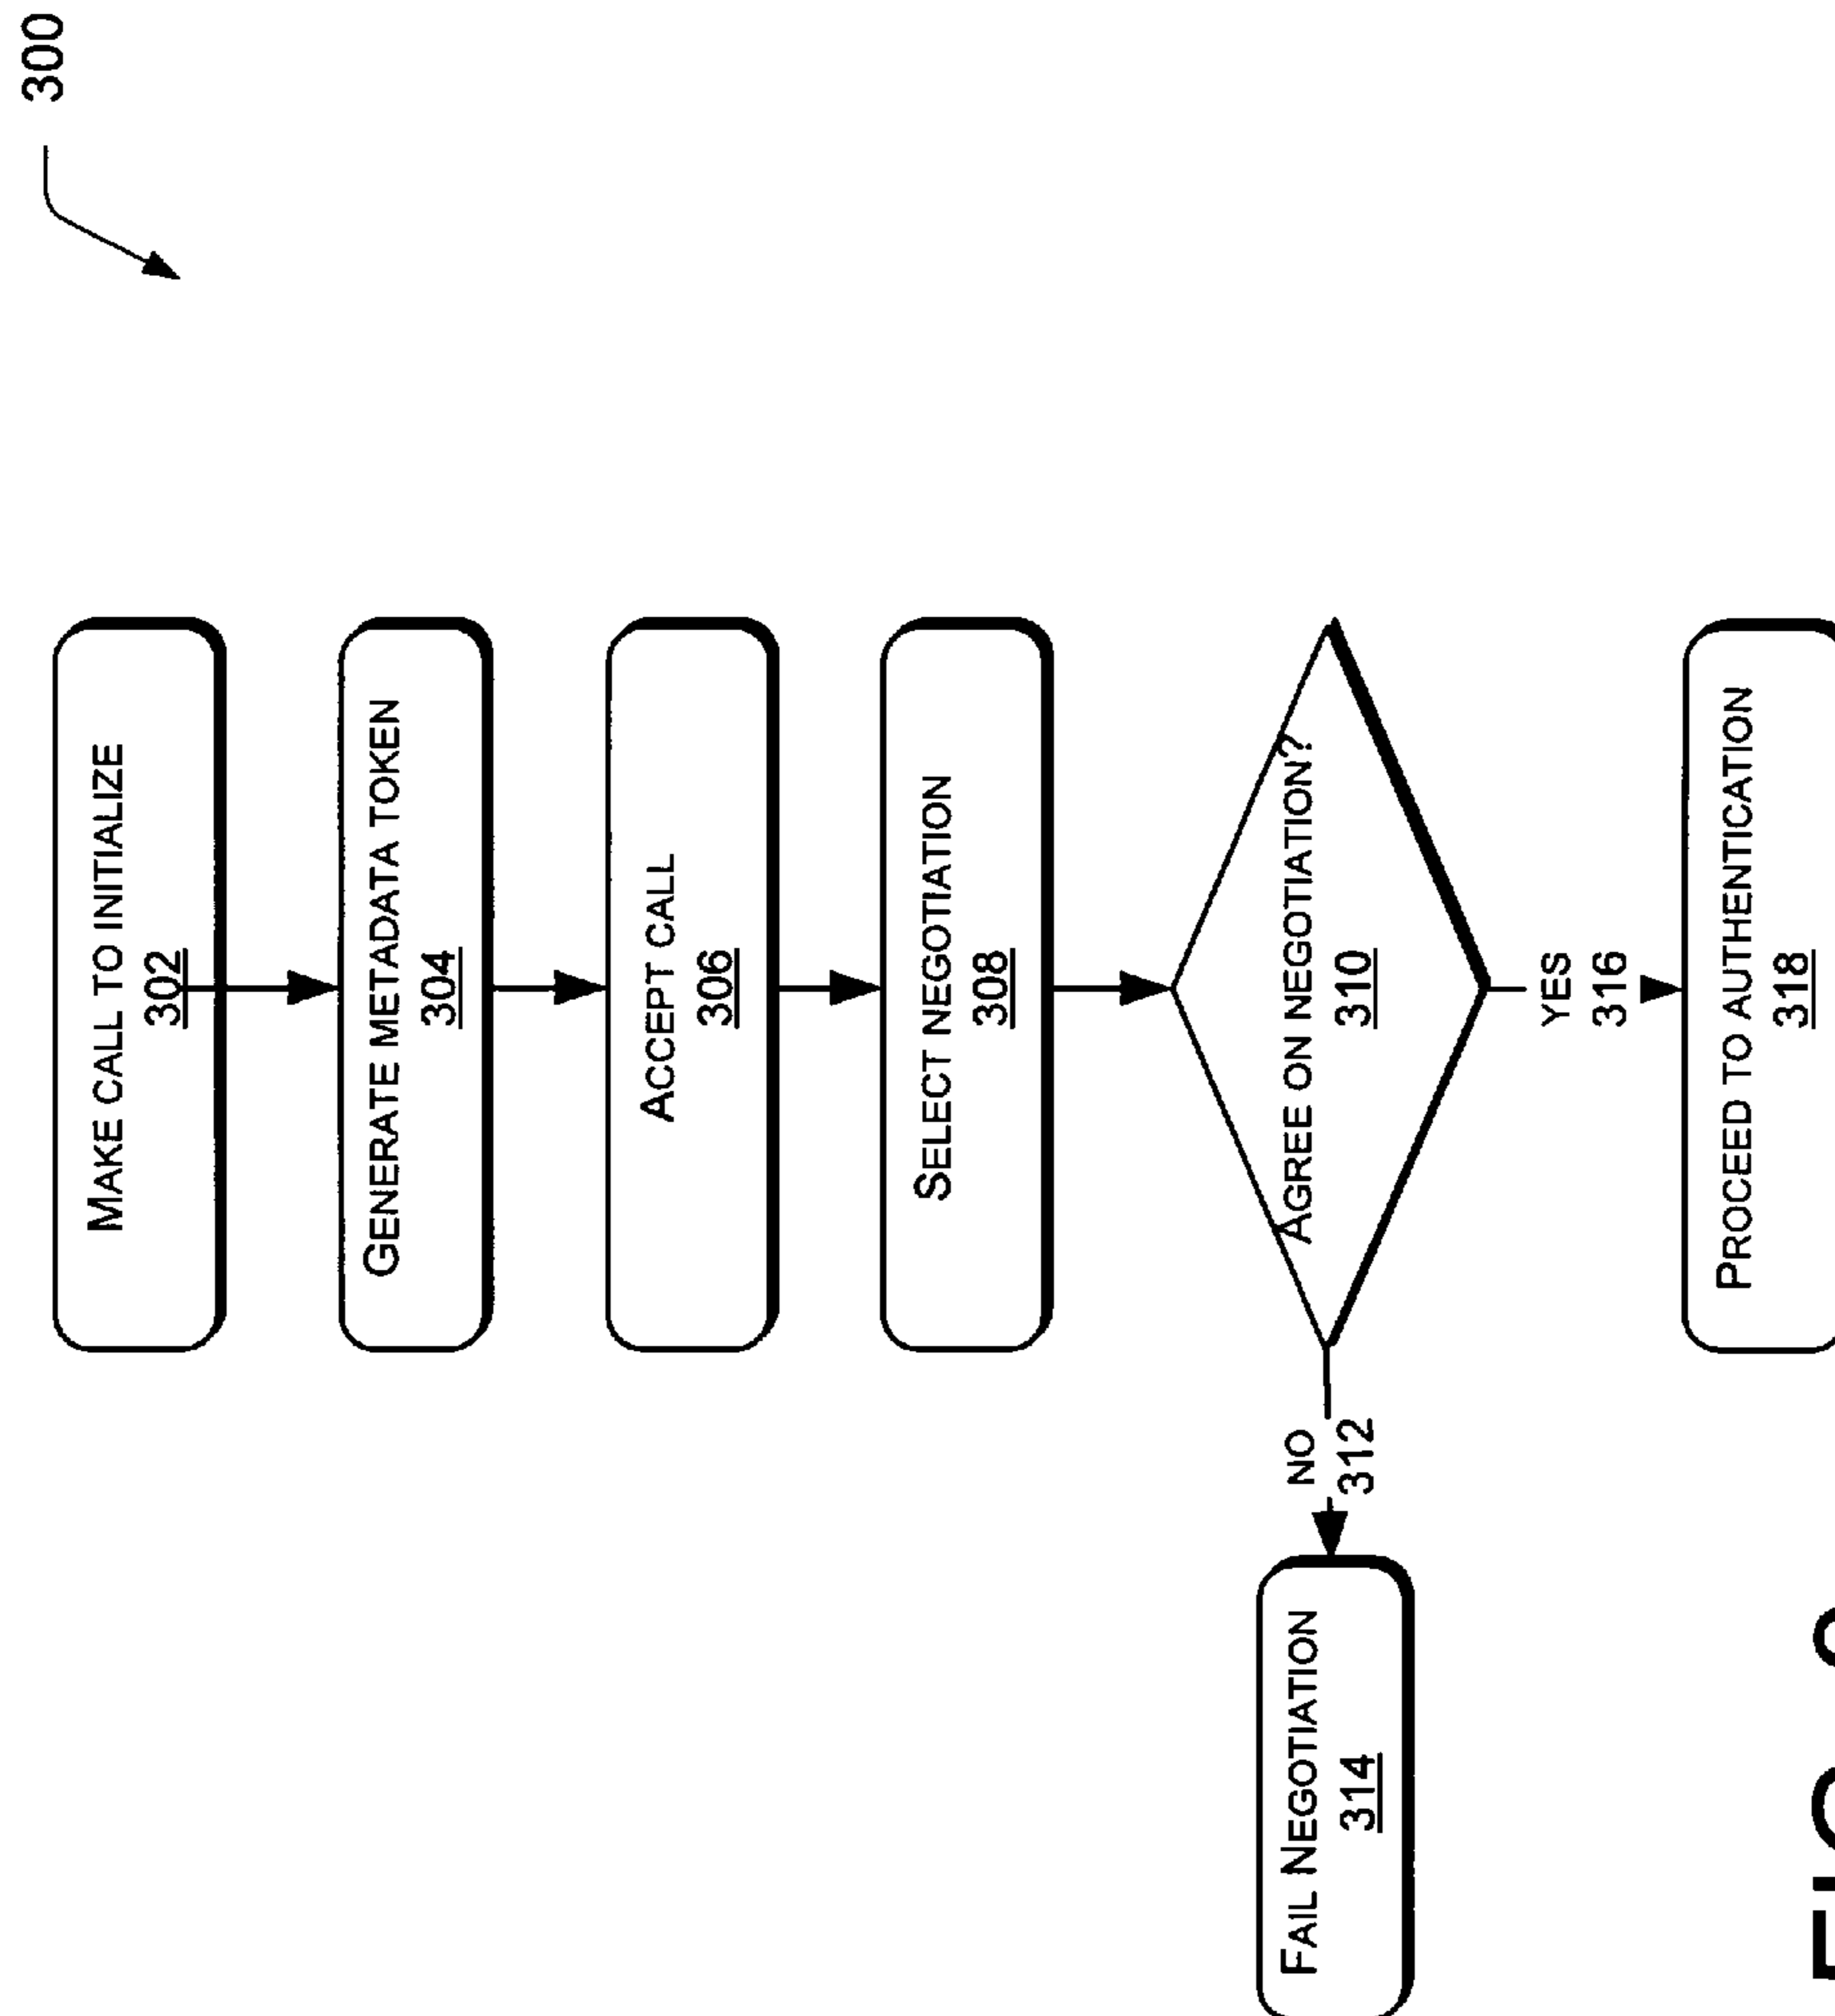 300
MAKE CALL TO INITIALIZE
302
GENERATE METADATA TOKEN
304
ACCEPT CALL
306
SELECT NEGOTIATION
308
AGREE ON NEGOTIATION?
310
NO
312
FAIL NEGOTIATION
314
YES
316
PROCEED TO AUTHENTICATION
318